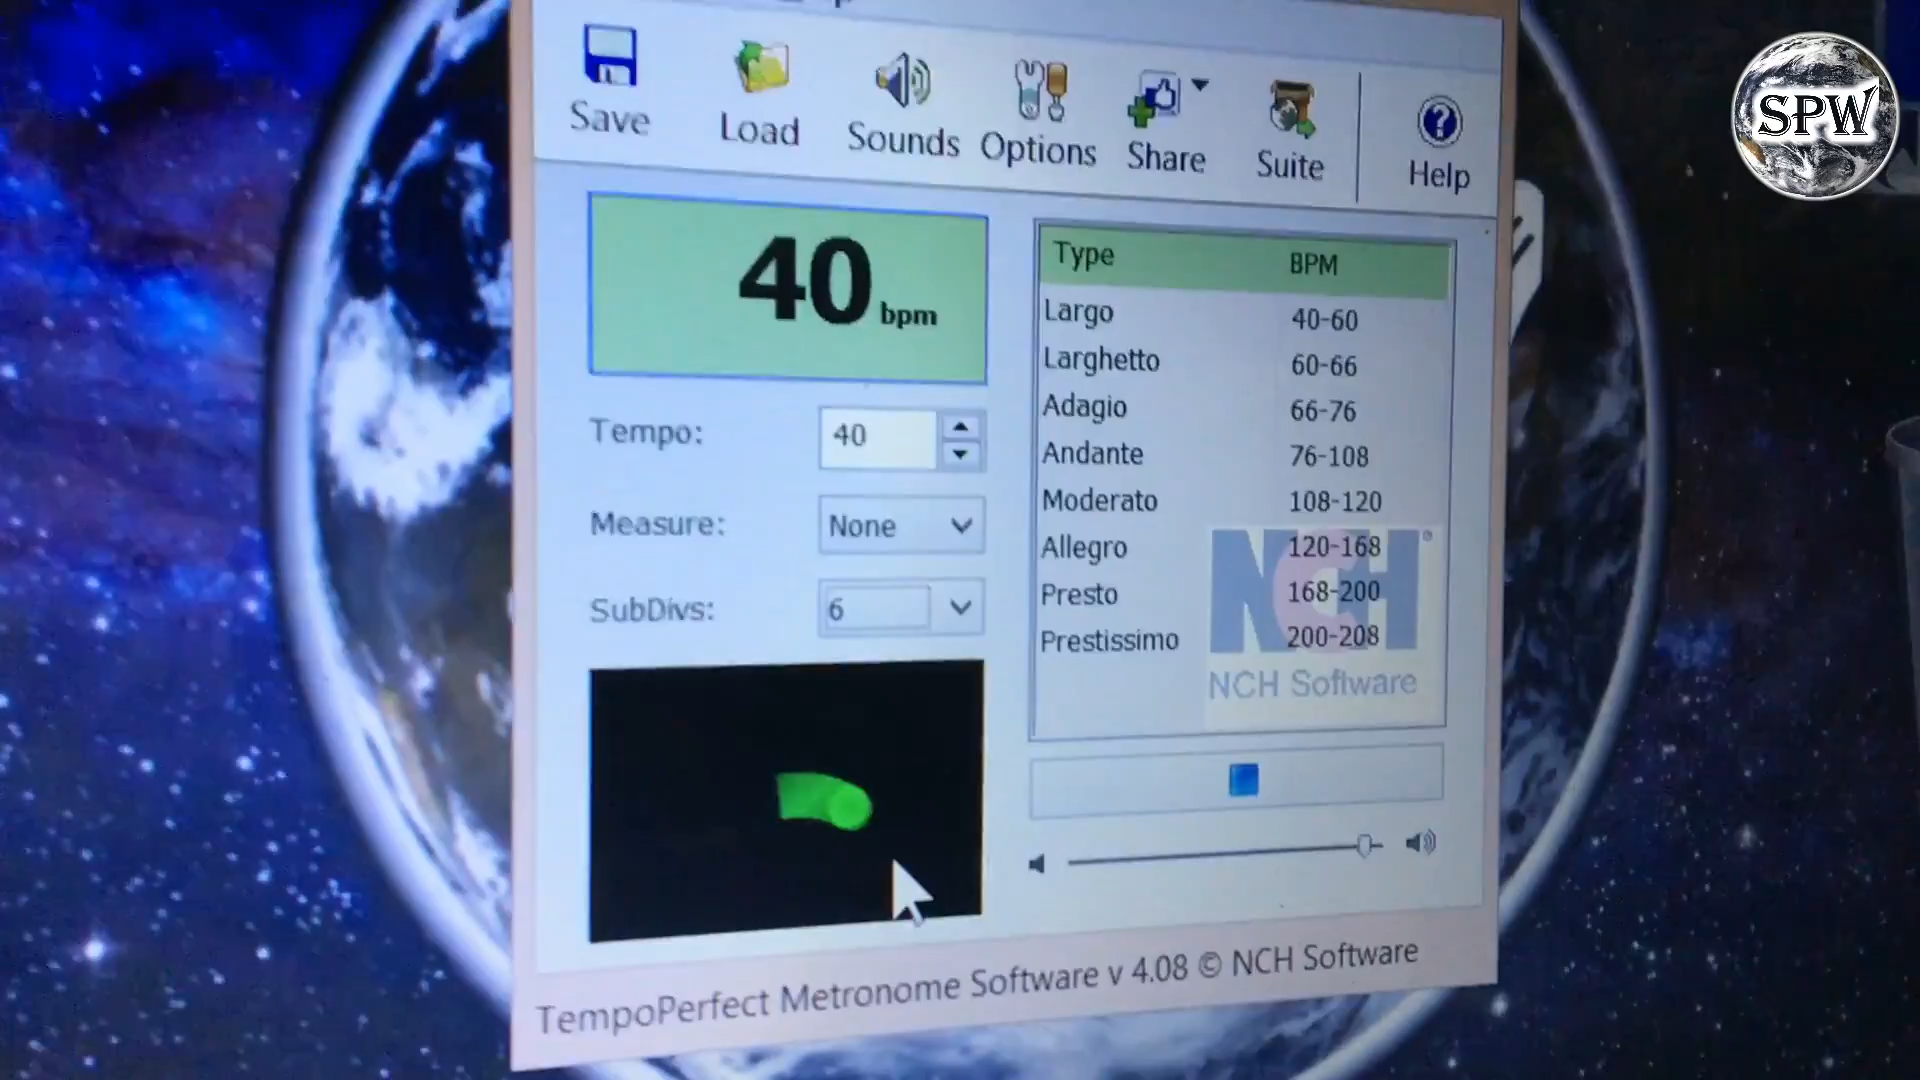 Save
Load
Sounds
Options
Share
Suite
Help
SPW
40 bpm
Tempo: 40
Measure: None
SubDivs: 6
Type BPM
Largo 40-60
Larghetto 60-66
Adagio 66-76
Andante 76-108
Moderato 108-120
Allegro 120-168
Presto 168-200
Prestissimo 200-208
NCH ®
NCH Software
TempoPerfect Metronome Software v 4.08 © NCH Software